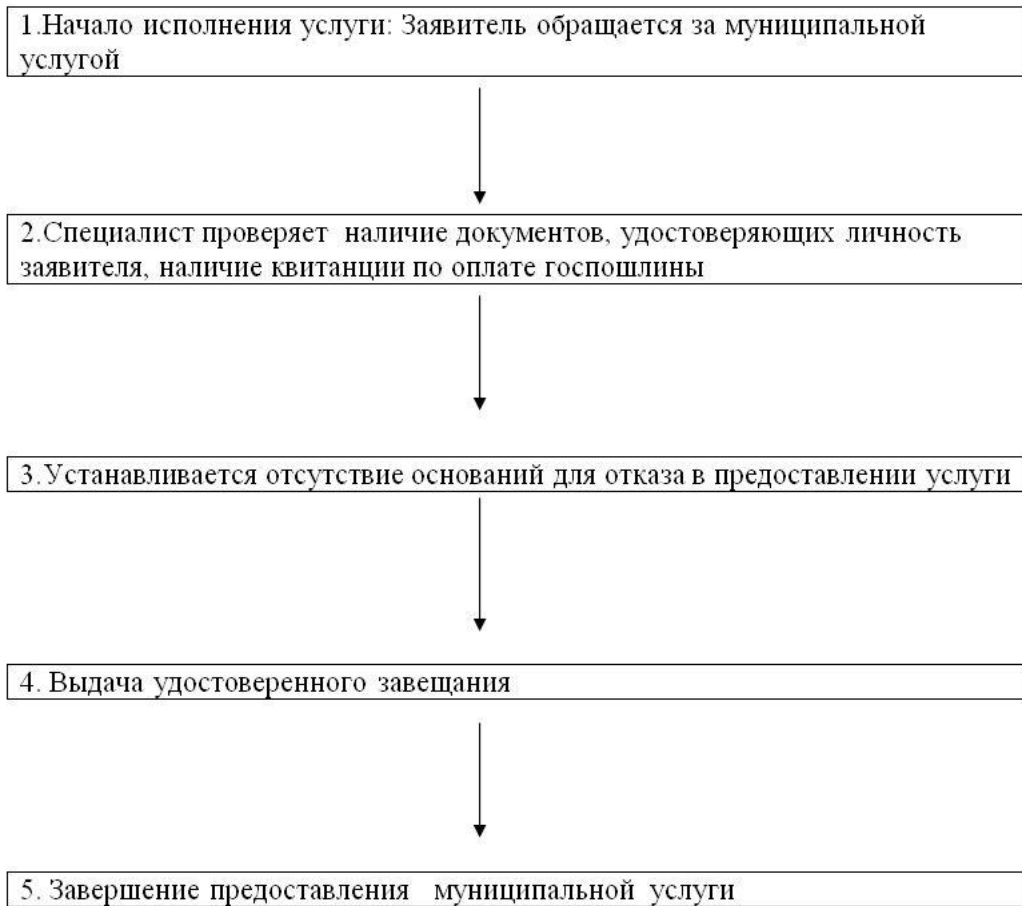 1.Начало исполнения услуги: Заявитель обращается за муниципальной
услугой
2.Специалист проверяет наличие документов, удостоверяющих личность
заявителя, наличие квитанции по оплате госпошлины
3.Устанавливается отсутствие оснований для отказа в предоставлении услуги
4. Выдача удостоверенного завещания
5. Завершение предоставления муниципальной услуги